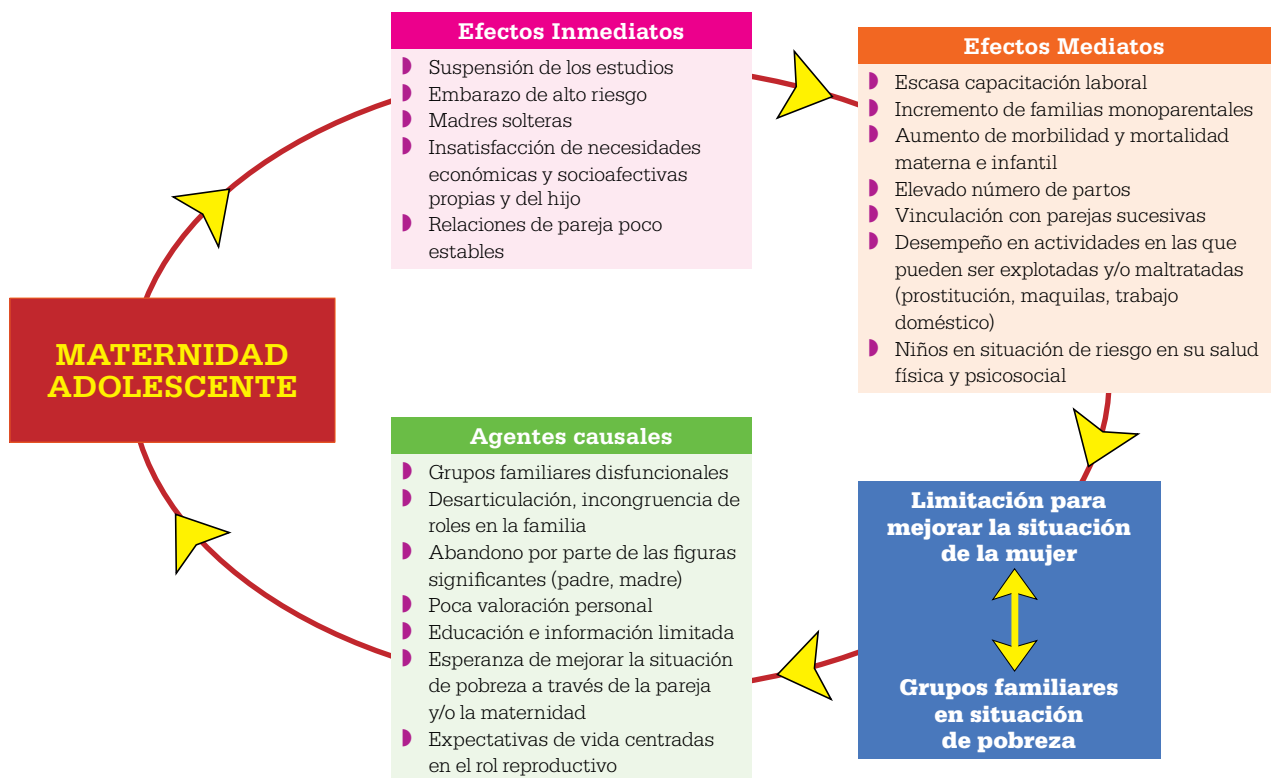 MATERNIDAD
ADOLESCENTE
Efectos Inmediatos
Suspensión de los estudios
Embarazo de alto riesgo
Madres solteras
Insatisfacción de necesidades
económicas y socioafectivas
propias y del hijo
Relaciones de pareja poco
estables
Efectos Mediatos
Escasa capacitación laboral
Incremento de familias monoparentales
Aumento de morbilidad y mortalidad
materna e infantil
Elevado número de partos
Vinculación con parejas sucesivas
Desempeño en actividades en las que
pueden ser explotadas y/o maltratadas
(prostitución, maquilas, trabajo
doméstico)
Niños en situación de riesgo en su salud
física y psicosocial
Limitación para
mejorar la situación
de la mujer
Grupos familiares
en situación
de pobreza
Agentes causales
Grupos familiares disfuncionales
Desarticulación, incongruencia de
roles en la familia
Abandono por parte de las figuras
significantes (padre, madre)
Poca valoración personal
Educación e información limitada
Esperanza de mejorar la situación
de pobreza a través de la pareja
y/o la maternidad
Expectativas de vida centradas
en el rol reproductivo